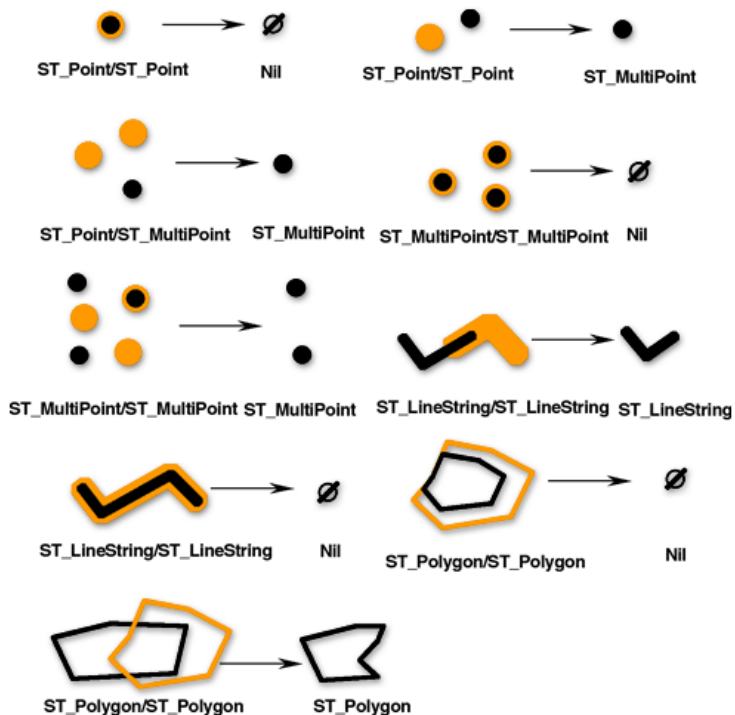 ST_Point/ST_Point Nil
ST_Point/ST_Point ST_MultiPoint
ST_Point/ST_MultiPoint ST_MultiPoint
ST_MultiPoint/ST_MultiPoint Nil
ST_MultiPoint/ST_MultiPoint ST_MultiPoint
ST_LineString/ST_LineString ST_LineString
ST_LineString/ST_LineString Nil
ST_Polygon/ST_Polygon Nil
ST_Polygon/ST_Polygon ST_Polygon